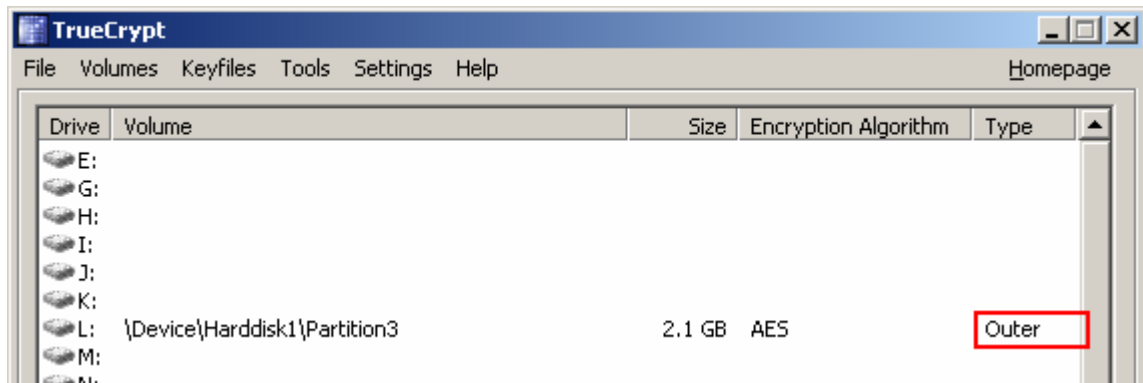 TrueCrypt
File Volumes Keyfiles Tools Settings Help Homepage
Drive Volume Size Encryption Algorithm Type
E:
G:
H:
I:
J:
K:
L: \Device\Harddisk1\Partition3 2.1 GB AES Outer
M:
N: